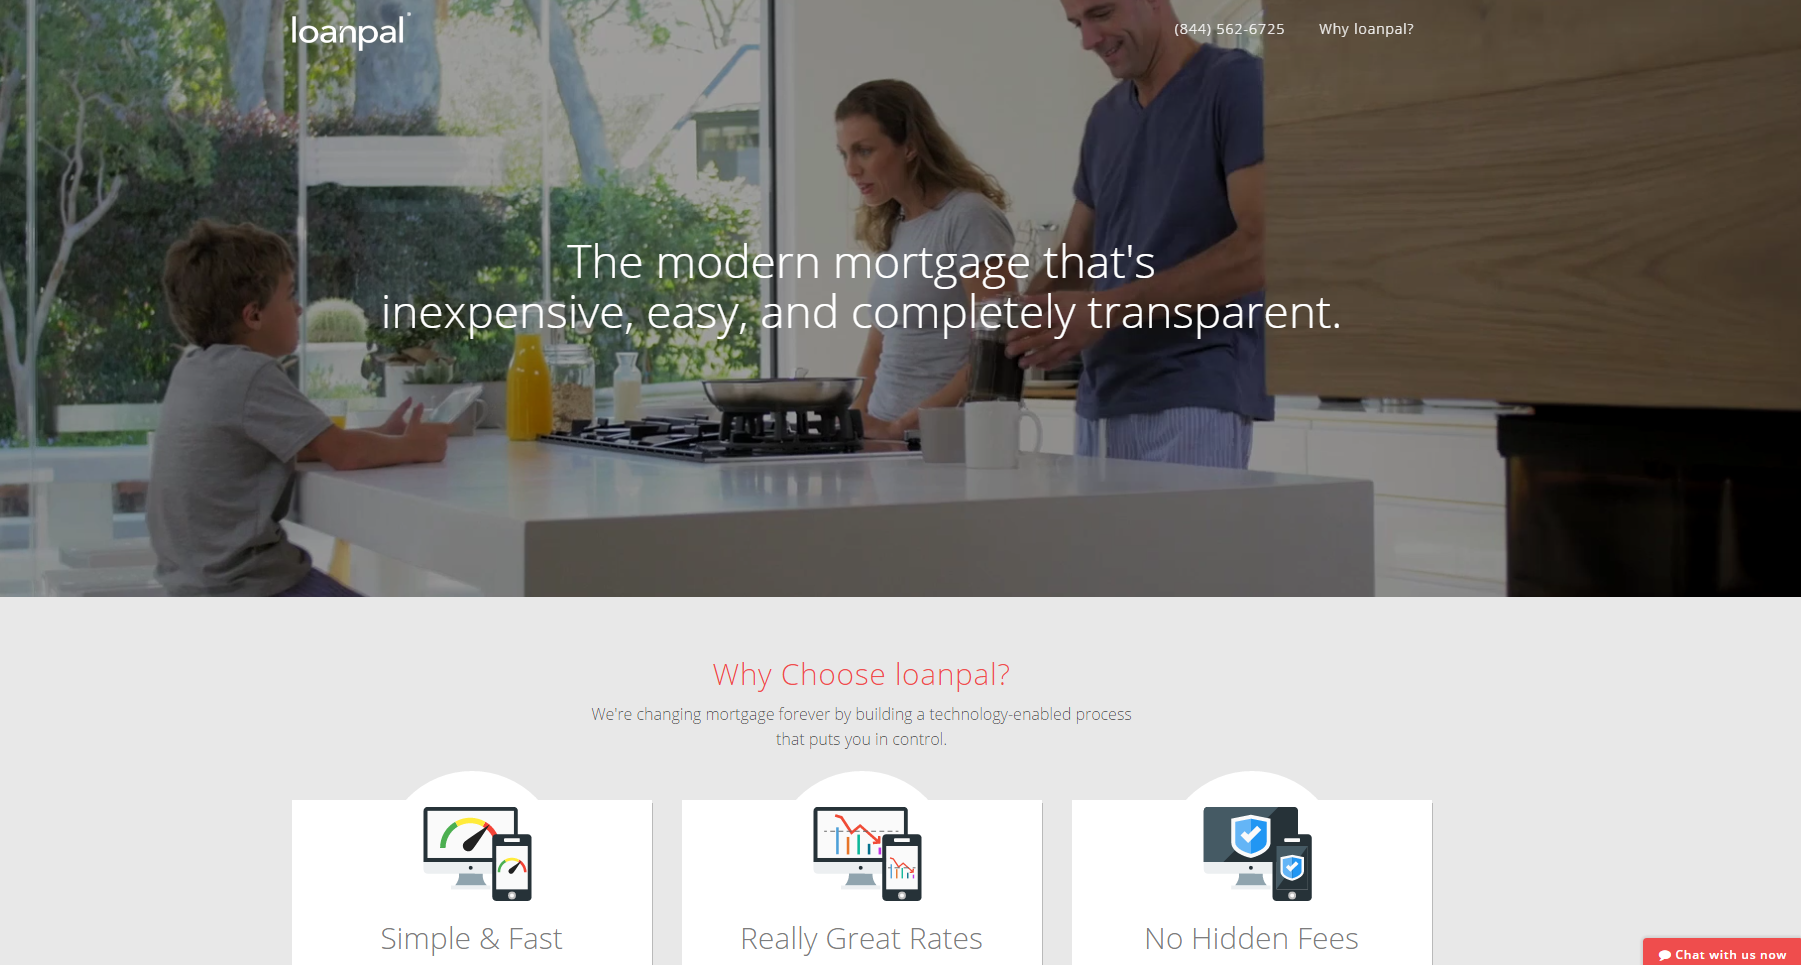 loanpal
(844) 562-6725
Why loanpal?
The modern mortgage that's
inexpensive, easy, and completely transparent.
Why Choose loanpal?
We're changing mortgage forever by building a technology-enabled process
that puts you in control.
Simple & Fast
Really Great Rates
No Hidden Fees
Chat with us now